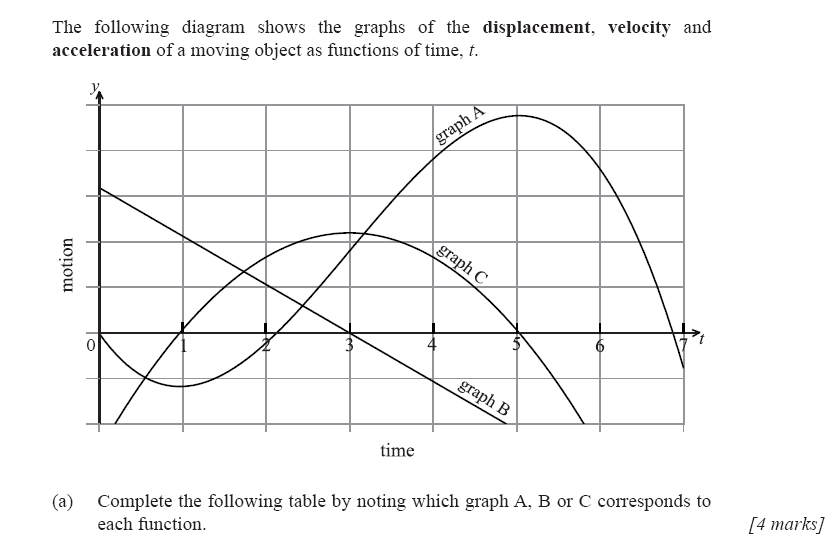 The following diagram shows the graphs of the displacement, velocity and
acceleration of a moving object as functions of time, t.
y
graph A
graph C
motion
0 1 2 3 4 5 6 7 t
graph B
time
(a) Complete the following table by noting which graph A, B or C corresponds to
each function. [4 marks]